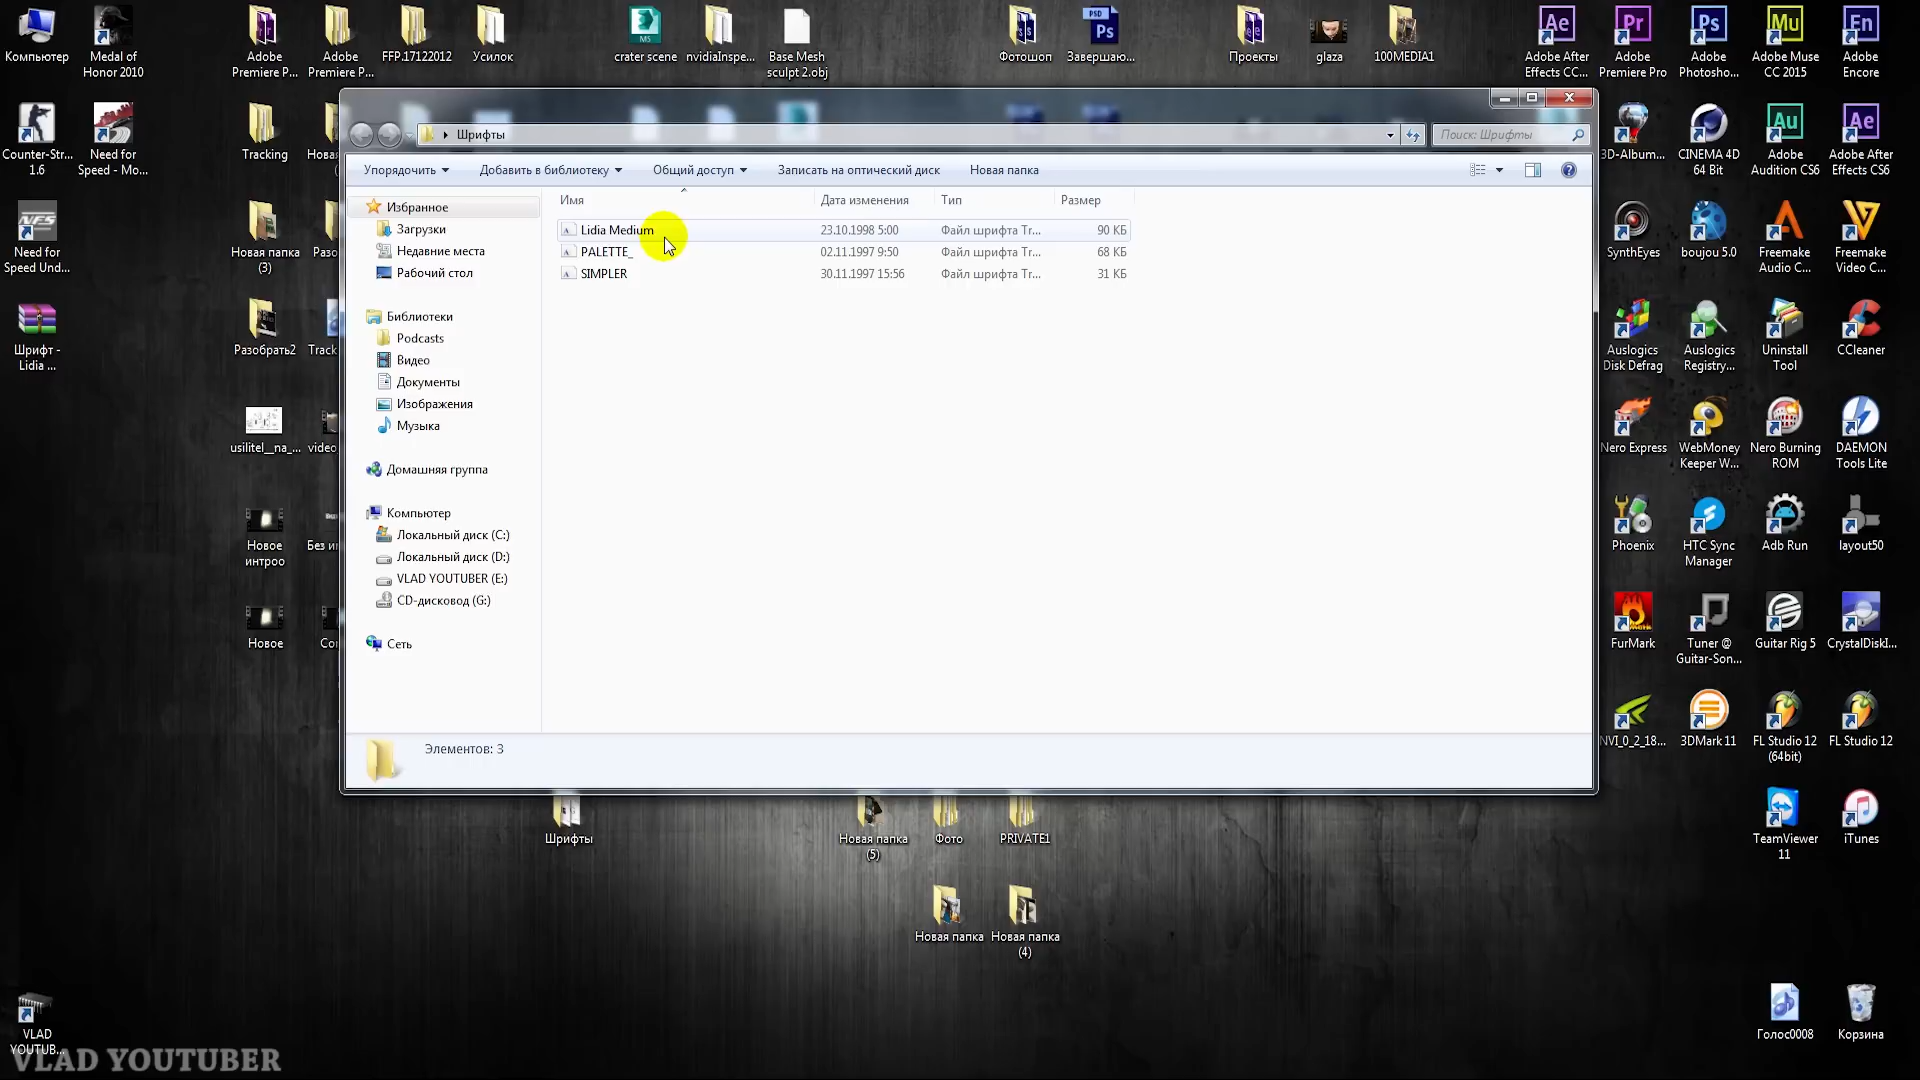 Компьютер
Medal of
Honor 2010
Adobe
Premiere P...
Adobe
Premiere P...
FFP.17122012
Усилок
crater scene
nvidiaInspe...
Base Mesh
sculpt 2.obj
Фотошоп
Завершаю...
Проекты
glaza
100MEDIA1
Adobe After
Effects CC...
Adobe
Premiere Pro
Adobe
Photosho...
Adobe Muse
CC 2015
Adobe
Encore
Counter-Str...
1.6
Need for
Speed - Mo...
Tracking
3D-Album...
CINEMA 4D
64 Bit
Adobe
Audition CS6
Adobe After
Effects CS6
Need for
Speed Und...
Новая папка
(3)
SynthEyes
boujou 5.0
Freemake
Audio C...
Freemake
Video C...
Шрифт -
Lidia ...
Разобрать2
Auslogics
Disk Defrag
Auslogics
Registry...
Uninstall
Tool
CCleaner
usilitel__na_...
video
Nero Express
WebMoney
Keeper W...
Nero Burning
ROM
DAEMON
Tools Lite
Новое
интроо
Phoenix
HTC Sync
Manager
Adb Run
layout50
Новое
FurMark
Tuner @
Guitar-Son...
Guitar Rig 5
CrystalDiskI...
NVI_0_2_18...
3DMark 11
FL Studio 12
(64bit)
FL Studio 12
TeamViewer
11
iTunes
Шрифты
Поиск: Шрифты
Упорядочить
Добавить в библиотеку
Общий доступ
Записать на оптический диск
Новая папка
Имя
Дата изменения
Тип
Размер
Lidia Medium 23.10.1998 5:00 Файл шрифта Tr... 90 КБ
PALETTE_ 02.11.1997 9:50 Файл шрифта Tr... 68 КБ
SIMPLER 30.11.1997 15:56 Файл шрифта Tr... 31 КБ
Избранное
Загрузки
Недавние места
Рабочий стол
Библиотеки
Podcasts
Видео
Документы
Изображения
Музыка
Домашняя группа
Компьютер
Локальный диск (C:)
Локальный диск (D:)
VLAD YOUTUBER (E:)
CD-дисковод (G:)
Сеть
Элементов: 3
Шрифты
Новая папка
(5)
Фото
PRIVATE1
Новая папка
Новая папка
(4)
VLAD
YOUTUB...
Голос0008
Корзина
VLAD YOUTUBER